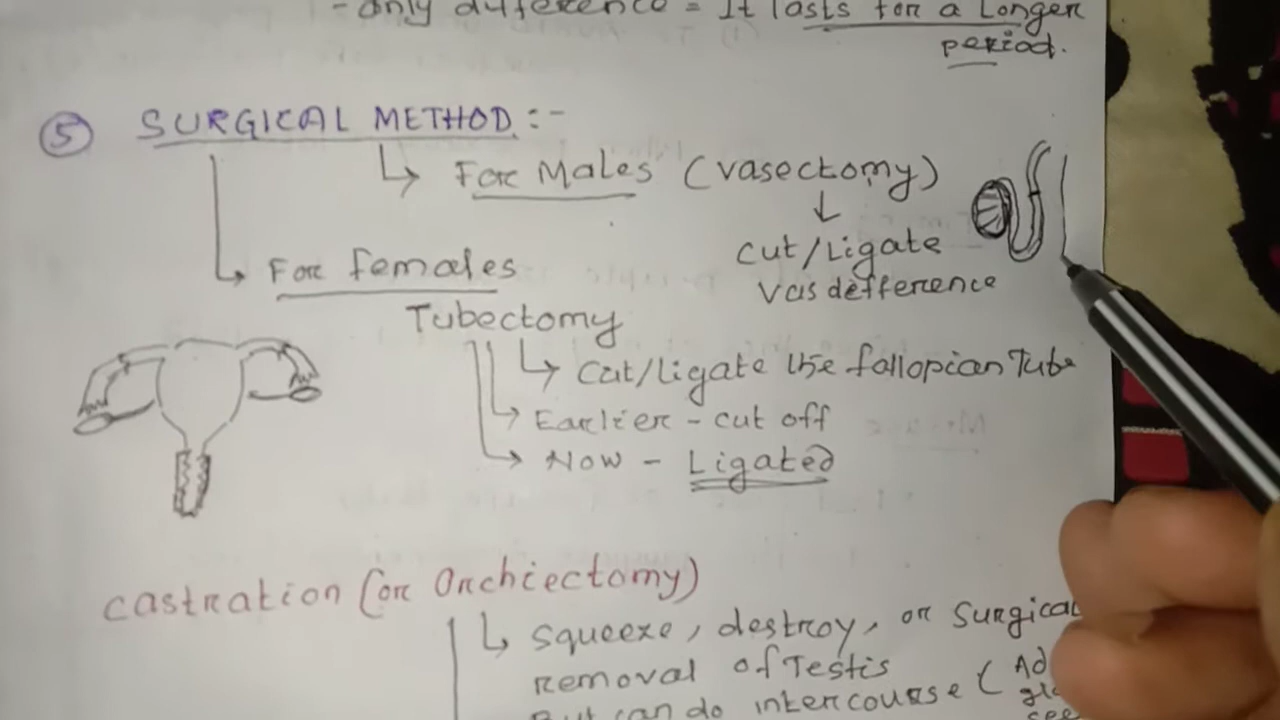 - only difference = It lasts for a Longer
period.
⑤ SURGICAL METHOD :-
↳ For Males (vasectomy)
↓
cut/Ligate
Vas defference
↳ For females
Tubectomy
↳ Cut/ligate the fallopian Tube
→ Earlier - cut off
→ Now - Ligated
castration (or Orchiectomy)
↳ squeeze, destroy, or Surgical
removal of Testis
But can do intercourse ( Ad